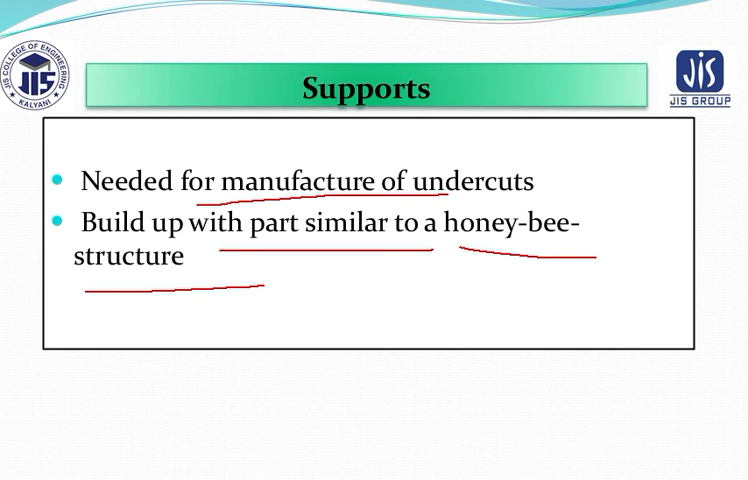 JIS COLLEGE OF ENGINEERING
JIS
KALYANI
Supports
JIS
JIS GROUP
Needed for manufacture of undercuts
Build up with part similar to a honey-bee-
structure